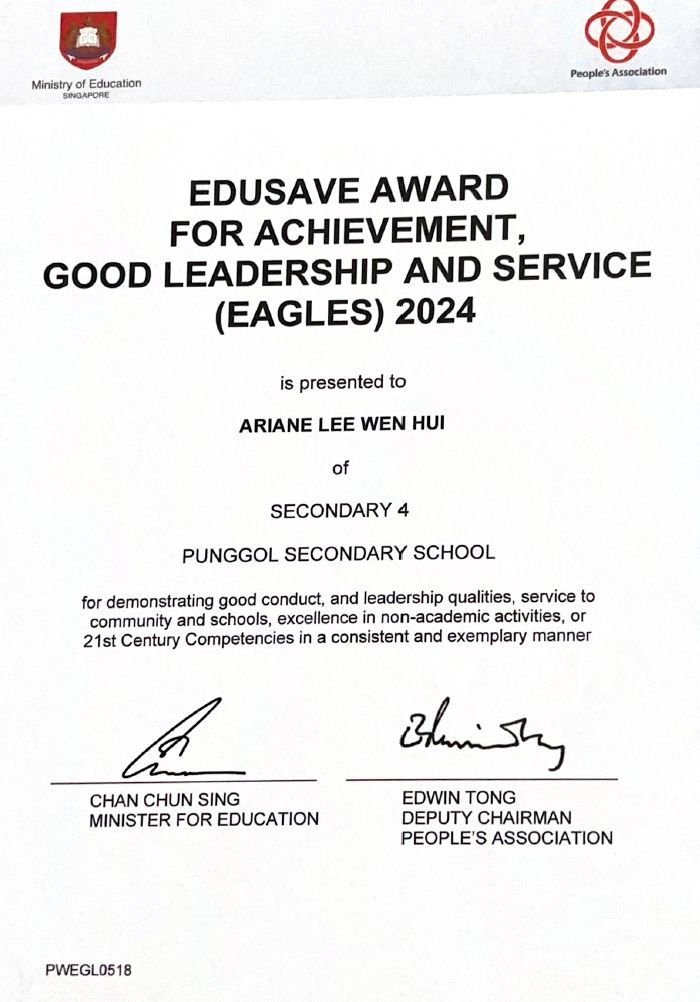 Ministry of Education
SINGAPORE
People's Association
EDUSAVE AWARD
FOR ACHIEVEMENT,
GOOD LEADERSHIP AND SERVICE
(EAGLES) 2024
is presented to
ARIANE LEE WEN HUI
of
SECONDARY 4
PUNGGOL SECONDARY SCHOOL
for demonstrating good conduct, and leadership qualities, service to
community and schools, excellence in non-academic activities, or
21st Century Competencies in a consistent and exemplary manner
CHAN CHUN SING
MINISTER FOR EDUCATION
EDWIN TONG
DEPUTY CHAIRMAN
PEOPLE'S ASSOCIATION
PWEGL0518